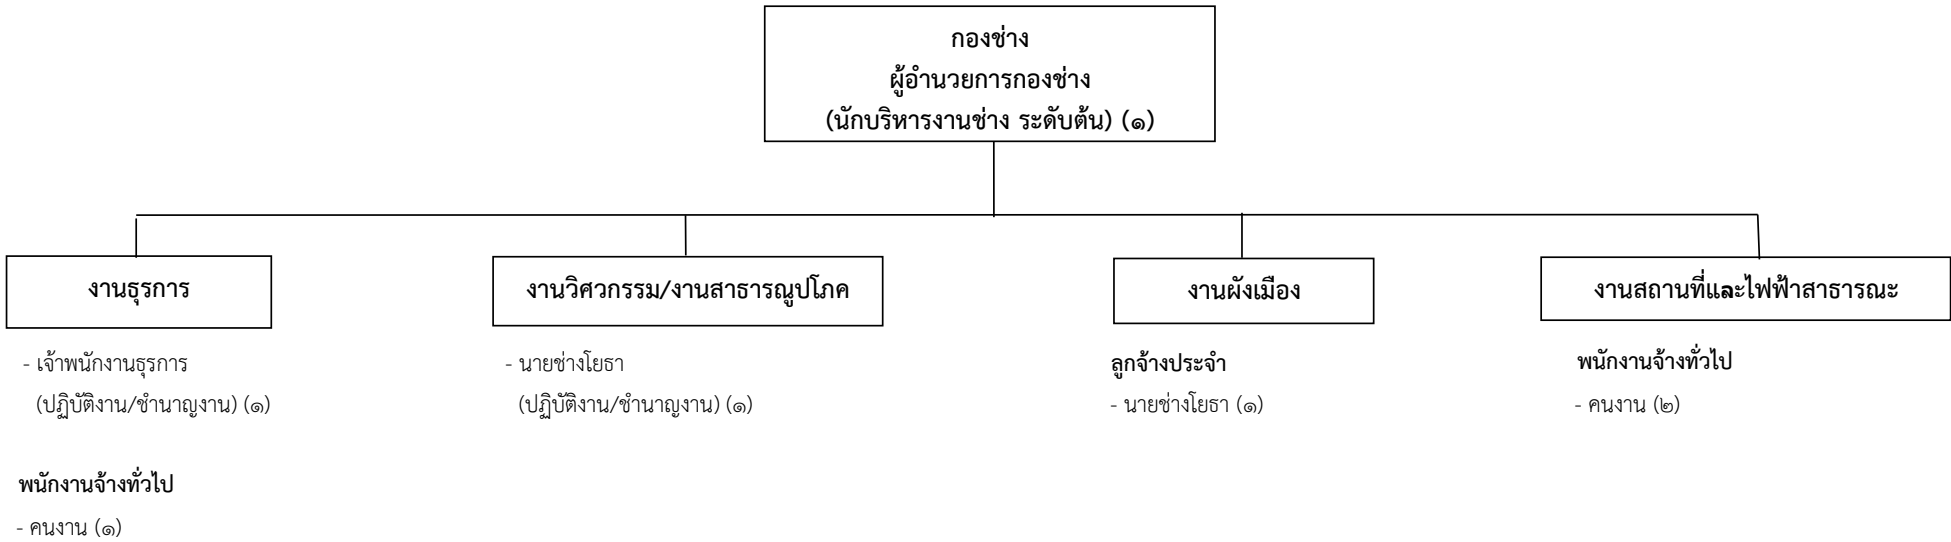 กองช่าง
ผู้อำนวยการกองช่าง
(นักบริหารงานช่าง ระดับต้น) (๑)
งานธุรการ
- เจ้าพนักงานธุรการ
(ปฏิบัติงาน/ชำนาญงาน) (๑)
พนักงานจ้างทั่วไป
- คนงาน (๑)
งานวิศวกรรม/งานสาธารณูปโภค
- นายช่างโยธา
(ปฏิบัติงาน/ชำนาญงาน) (๑)
งานผังเมือง
ลูกจ้างประจำ
- นายช่างโยธา (๑)
งานสถานที่และไฟฟ้าสาธารณะ
พนักงานจ้างทั่วไป
- คนงาน (๒)